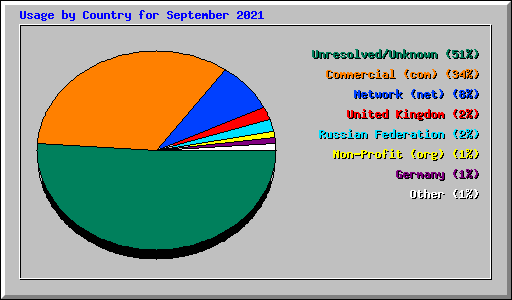 Usage by Country for September 2021
Unresolved/Unknown (51%)
Commercial (com) (34%)
Network (net) (8%)
United Kingdom (2%)
Russian Federation (2%)
Non-Profit (org) (1%)
Germany (1%)
Other (1%)